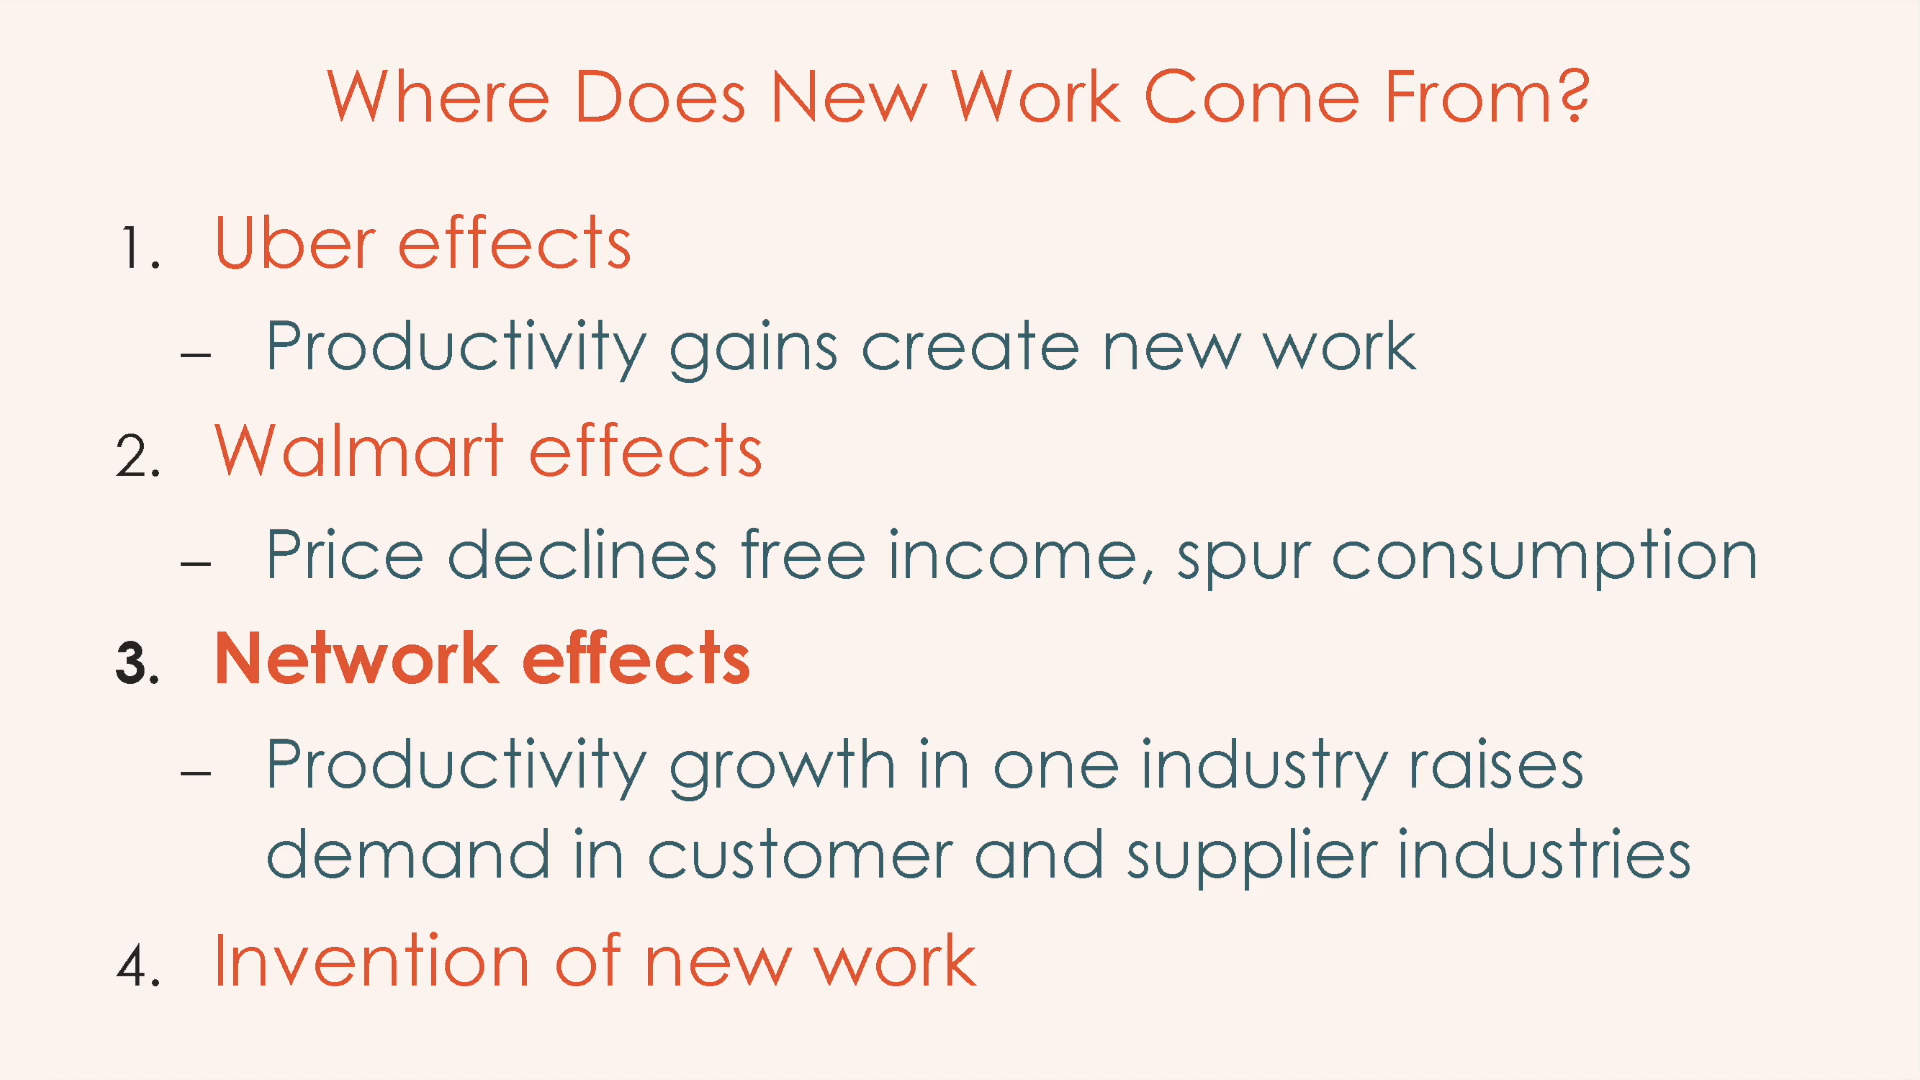 Where Does New Work Come From?
1. Uber effects
– Productivity gains create new work
2. Walmart effects
– Price declines free income, spur consumption
3. Network effects
– Productivity growth in one industry raises
demand in customer and supplier industries
4. Invention of new work